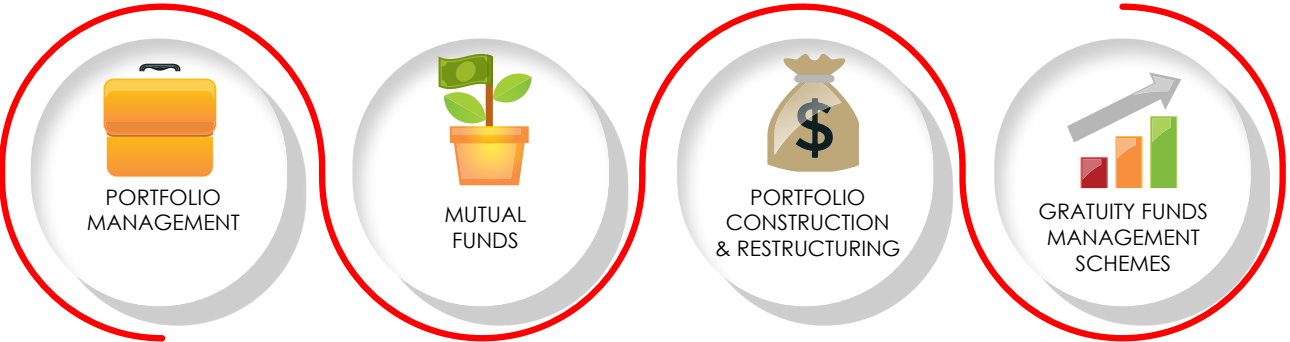 PORTFOLIO
MANAGEMENT
MUTUAL
FUNDS
$
PORTFOLIO
CONSTRUCTION
& RESTRUCTURING
GRATUITY FUNDS
MANAGEMENT
SCHEMES